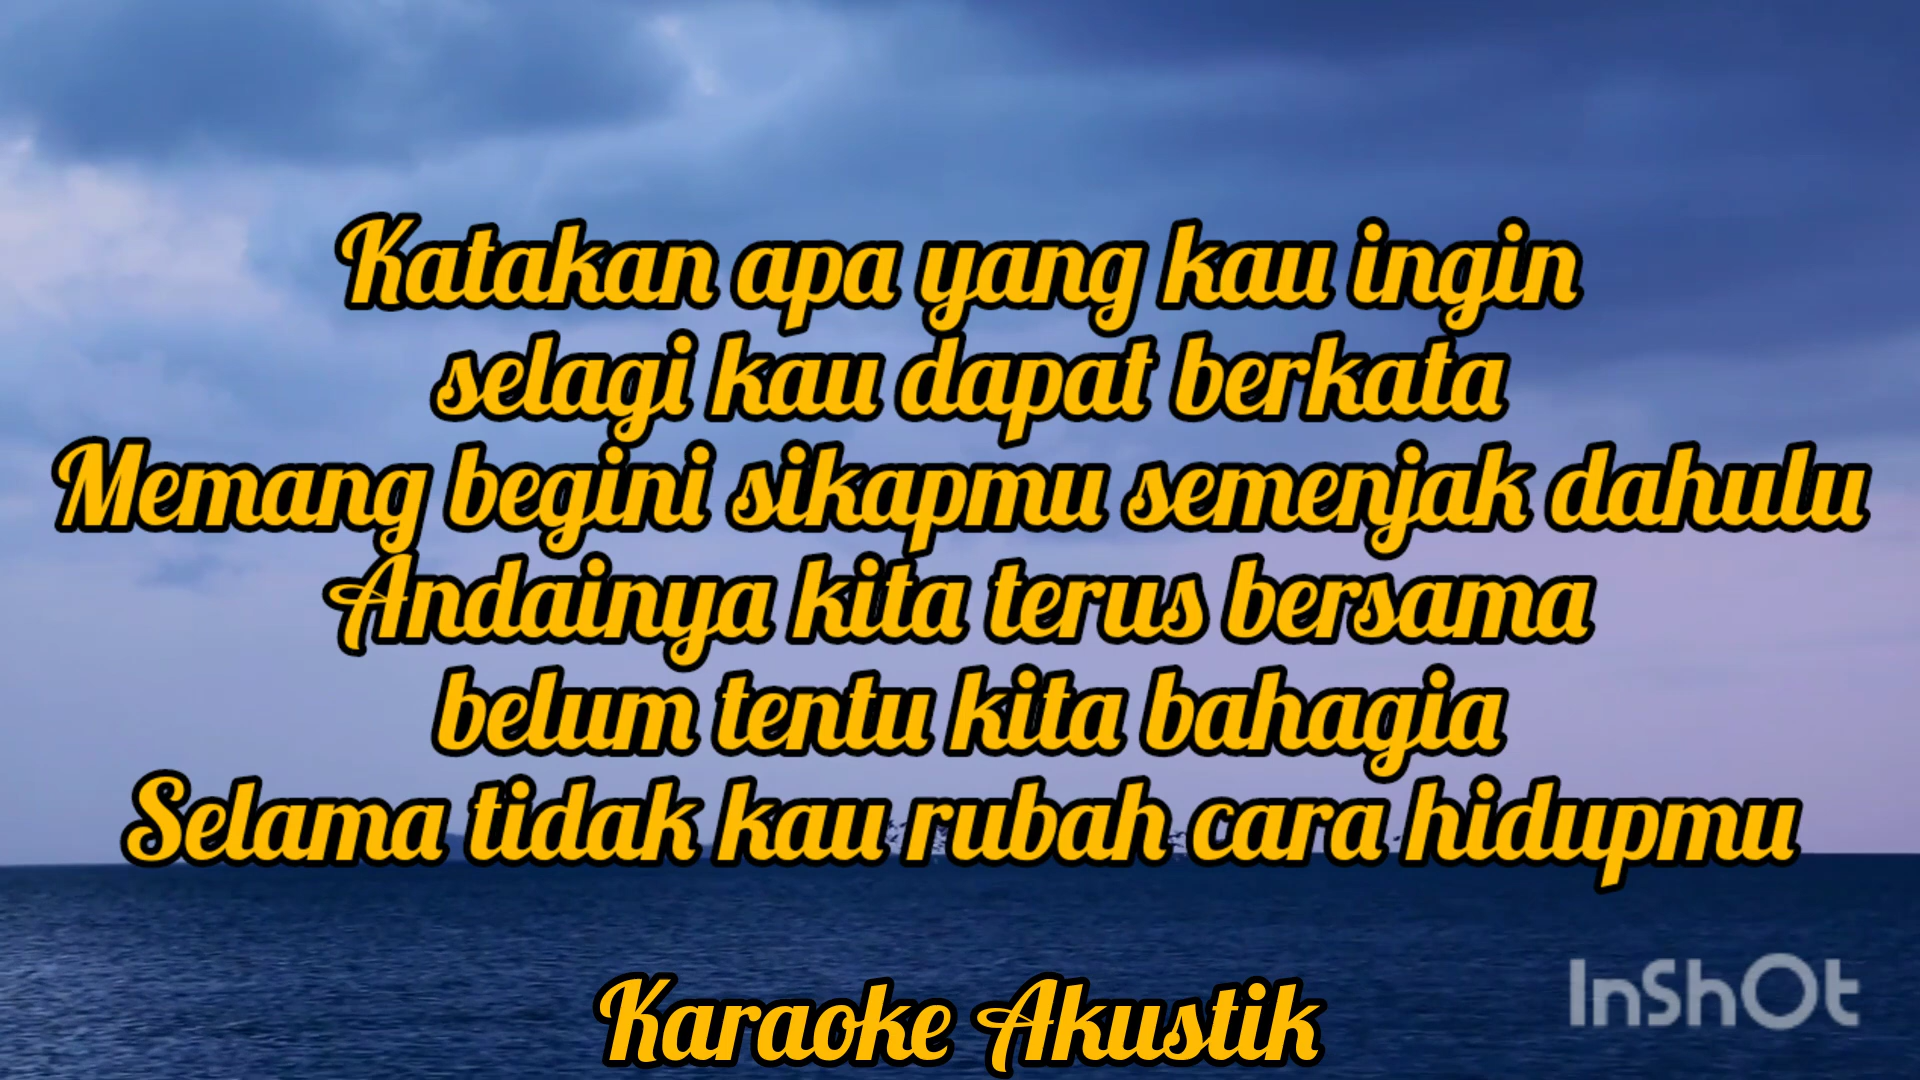 Katakan apa yang kau ingin
selagi kau dapat berkata
Memang begini sikapmu semenjak dahulu
Andainya kita terus bersama
belum tentu kita bahagia
Selama tidak kau rubah cara hidupmu
Karaoke Akustik
InShOt